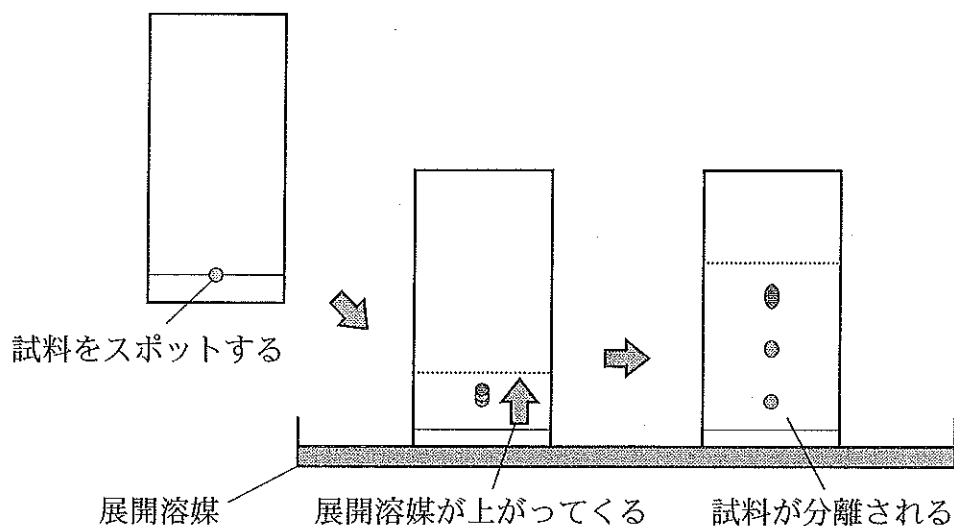 試料をスポットする
展開溶媒
展開溶媒が上がってくる
試料が分離される